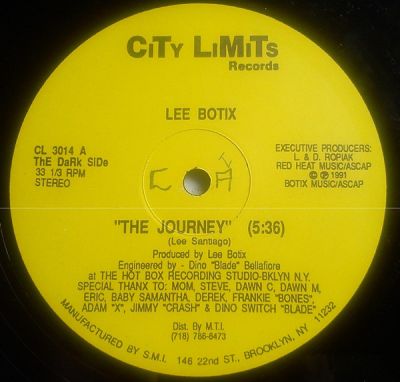 CiTy LiMiTs
Records
LEE BOTIX
CL 3014 A
ThE DaRk SIDe
33 1/3 RPM
STEREO
EXECUTIVE PRODUCERS:
L. & D. ROPIAK
RED HEAT MUSIC/ASCAP
© ℗ 1991
BOTIX MUSIC/ASCAP
"THE JOURNEY" (5:36)
(Lee Santiago)
Produced by Lee Botix
Engineered by - Dino "Blade" Bellafiore
at THE HOT BOX RECORDING STUDIO-BKLYN N.Y.
SPECIAL THANX TO: MOM, STEVE, DAWN C, DAWN M,
ERIC, BABY SAMANTHA, DEREK, FRANKIE "BONES",
ADAM "X", JIMMY "CRASH" & DINO SWITCH "BLADE".
Dist. By M.T.I.
(718) 786-6473
MANUFACTURED BY S.M.I. 146 22nd ST., BROOKLYN, NY 11232